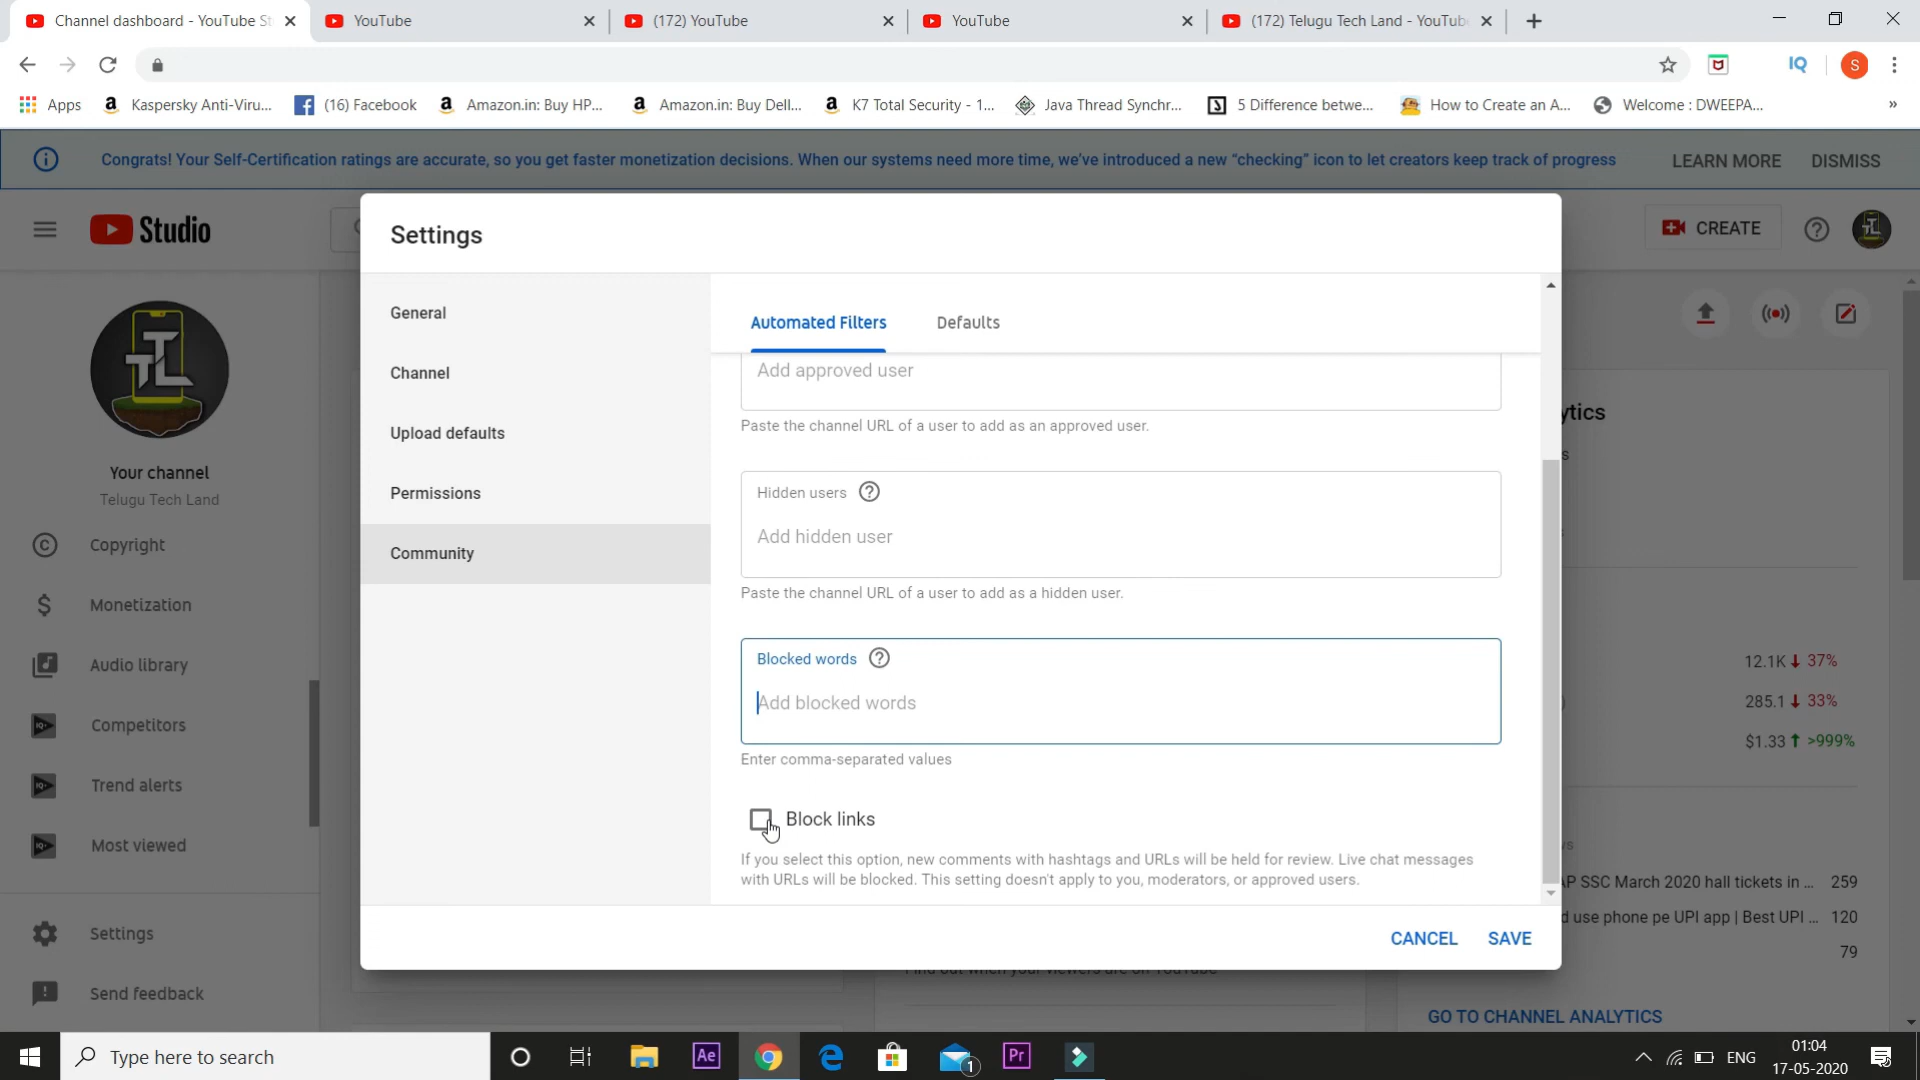 Channel dashboard - YouTube St
YouTube
(172) YouTube
YouTube
(172) Telugu Tech Land - YouTub
Apps
Kaspersky Anti-Viru...
(16) Facebook
Amazon.in: Buy HP...
Amazon.in: Buy Dell...
K7 Total Security - 1...
Java Thread Synchr...
5 Difference betwe...
How to Create an A...
Welcome : DWEEPA...
IQ
S
Congrats! Your Self-Certification ratings are accurate, so you get faster monetization decisions. When our systems need more time, we've introduced a new “checking” icon to let creators keep track of progress
LEARN MORE
DISMISS
Studio
CREATE
TL
Your channel
Telugu Tech Land
Copyright
Monetization
Audio library
Competitors
Trend alerts
Most viewed
Settings
Send feedback
Settings
General
Channel
Upload defaults
Permissions
Community
Automated Filters
Defaults
Add approved user
Paste the channel URL of a user to add as an approved user.
Hidden users
Add hidden user
Paste the channel URL of a user to add as a hidden user.
Blocked words
Add blocked words
Enter comma-separated values
Block links
If you select this option, new comments with hashtags and URLs will be held for review. Live chat messages
with URLs will be blocked. This setting doesn't apply to you, moderators, or approved users.
CANCEL
SAVE
ytics
12.1K 37%
285.1 33%
$1.33 >999%
AP SSC March 2020 hall tickets in ... 259
d use phone pe UPI app | Best UPI ... 120
79
GO TO CHANNEL ANALYTICS
Type here to search
Ae
Pr
1
ENG
01:04
17-05-2020